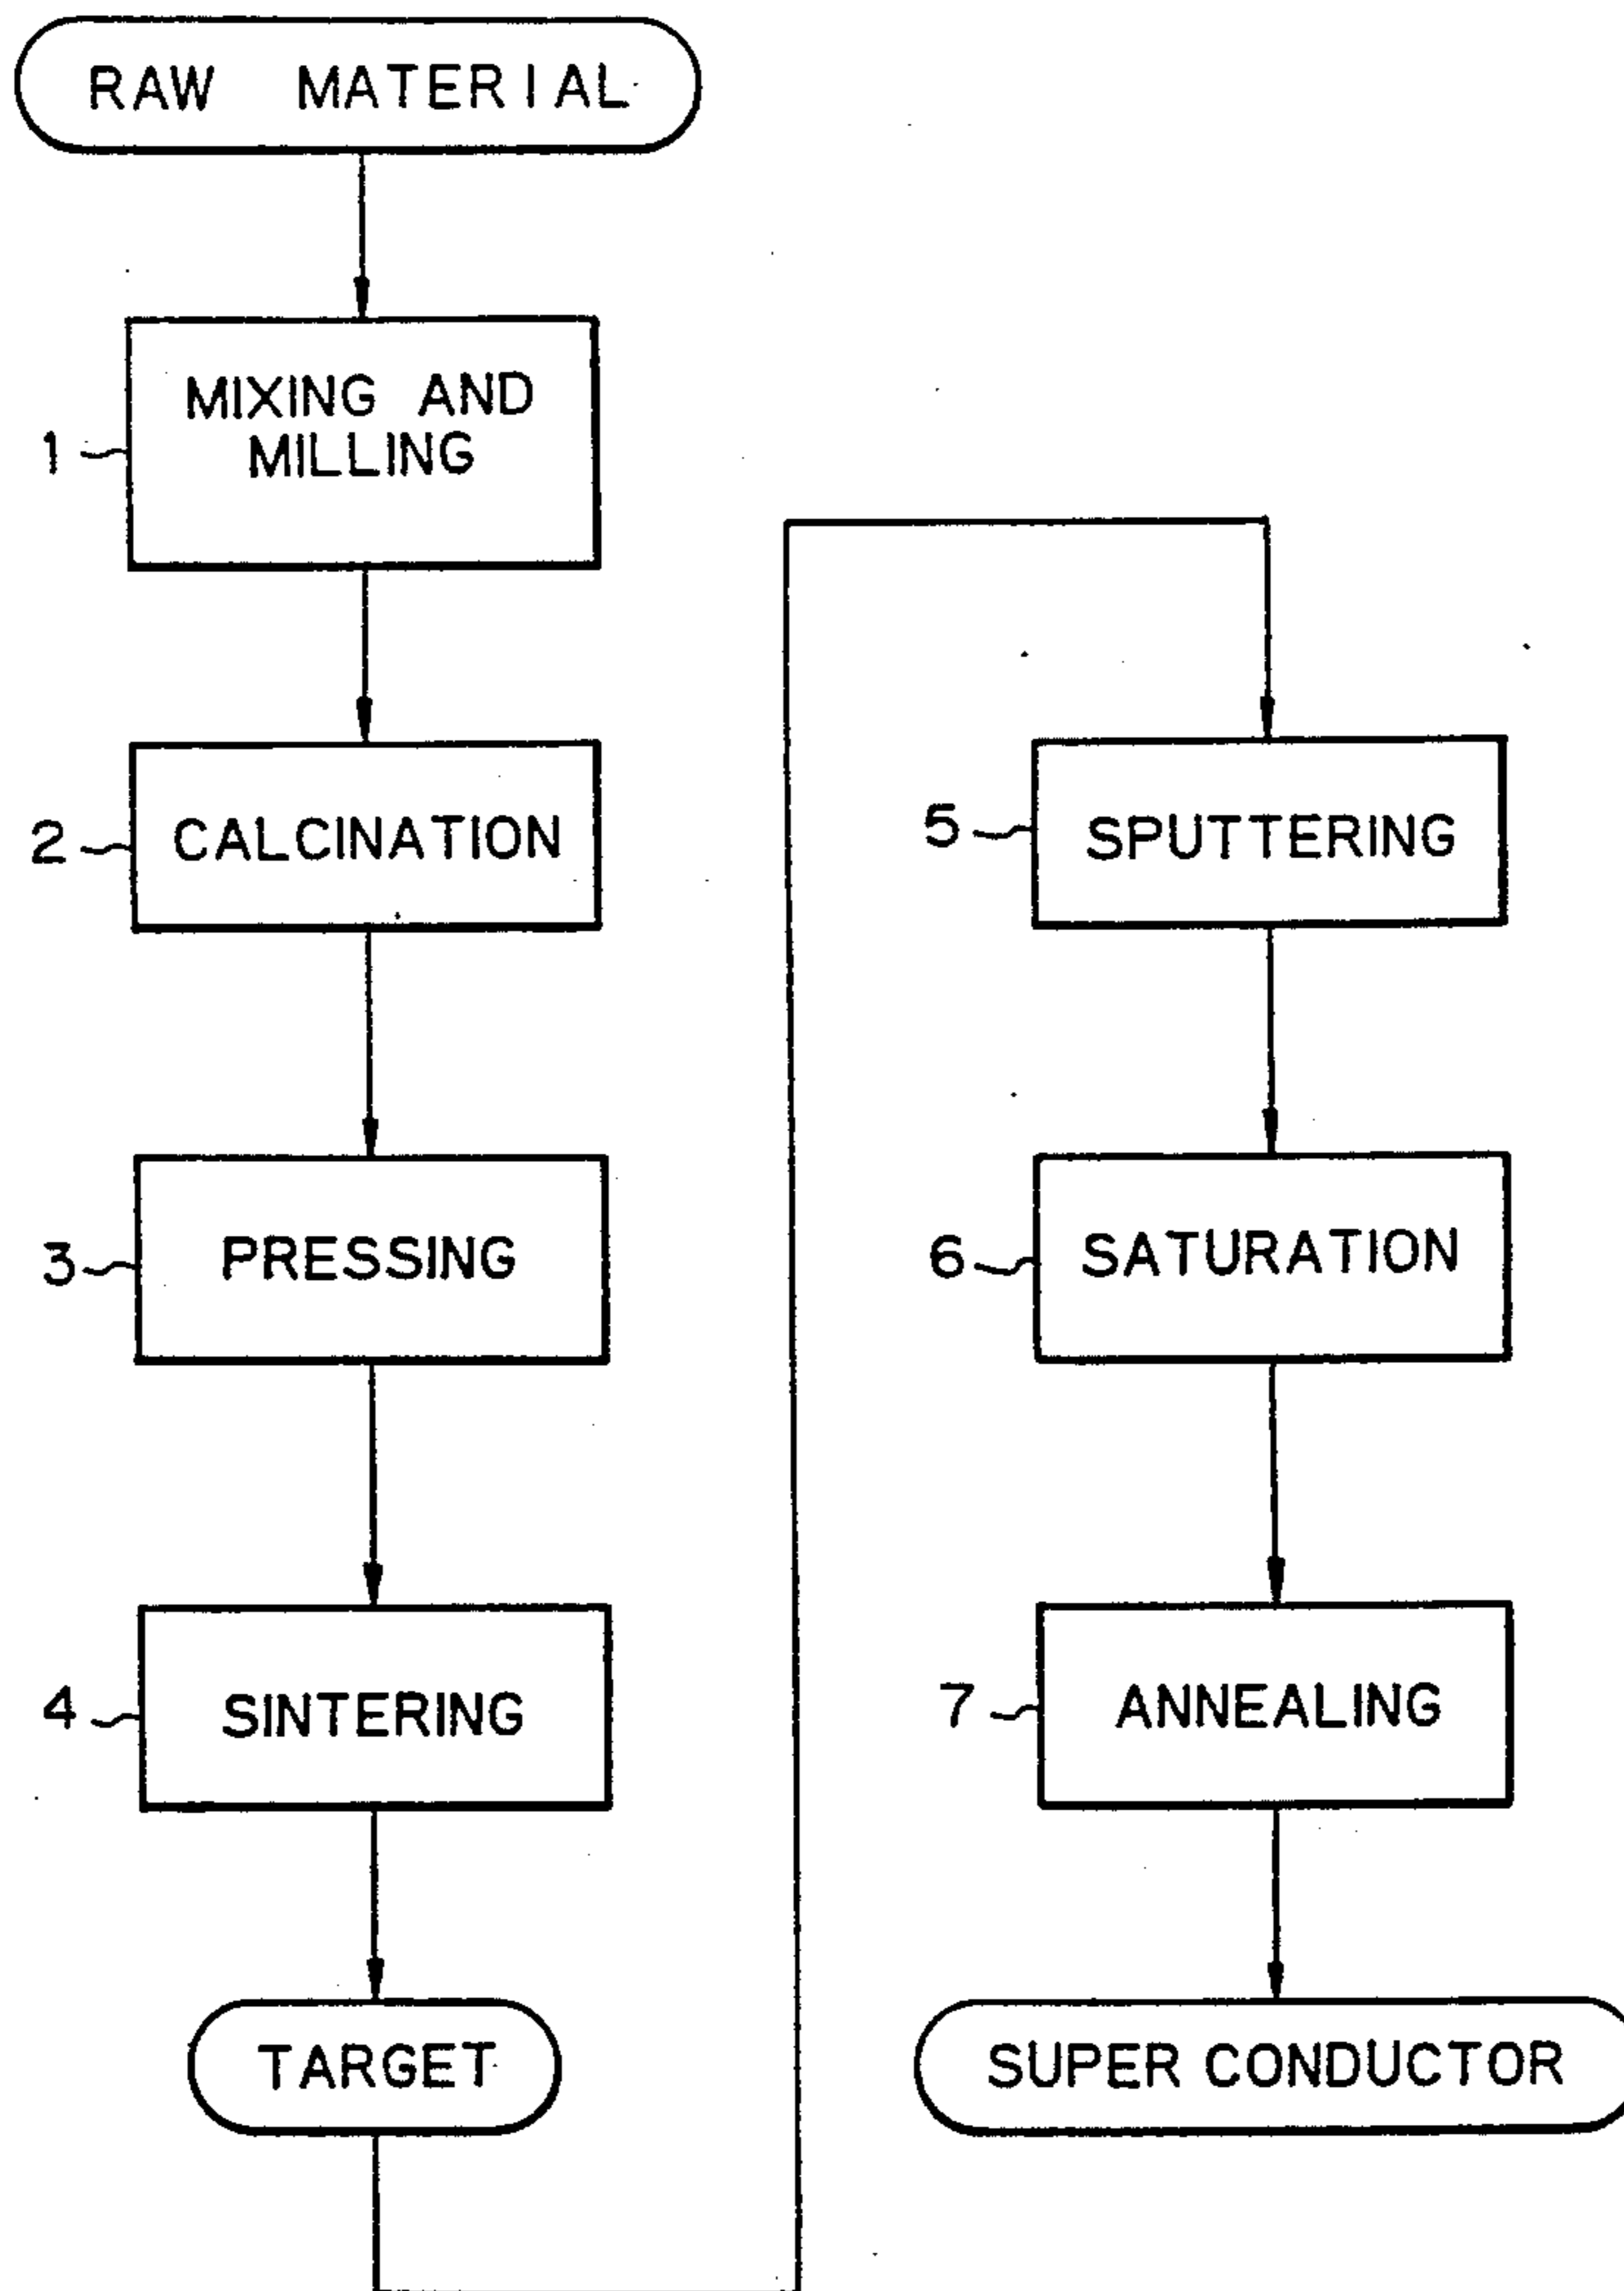 RAW MATERIAL
1
MIXING AND
MILLING
2
CALCINATION
3
PRESSING
4
SINTERING
TARGET
5
SPUTTERING
6
SATURATION
7
ANNEALING
SUPER CONDUCTOR